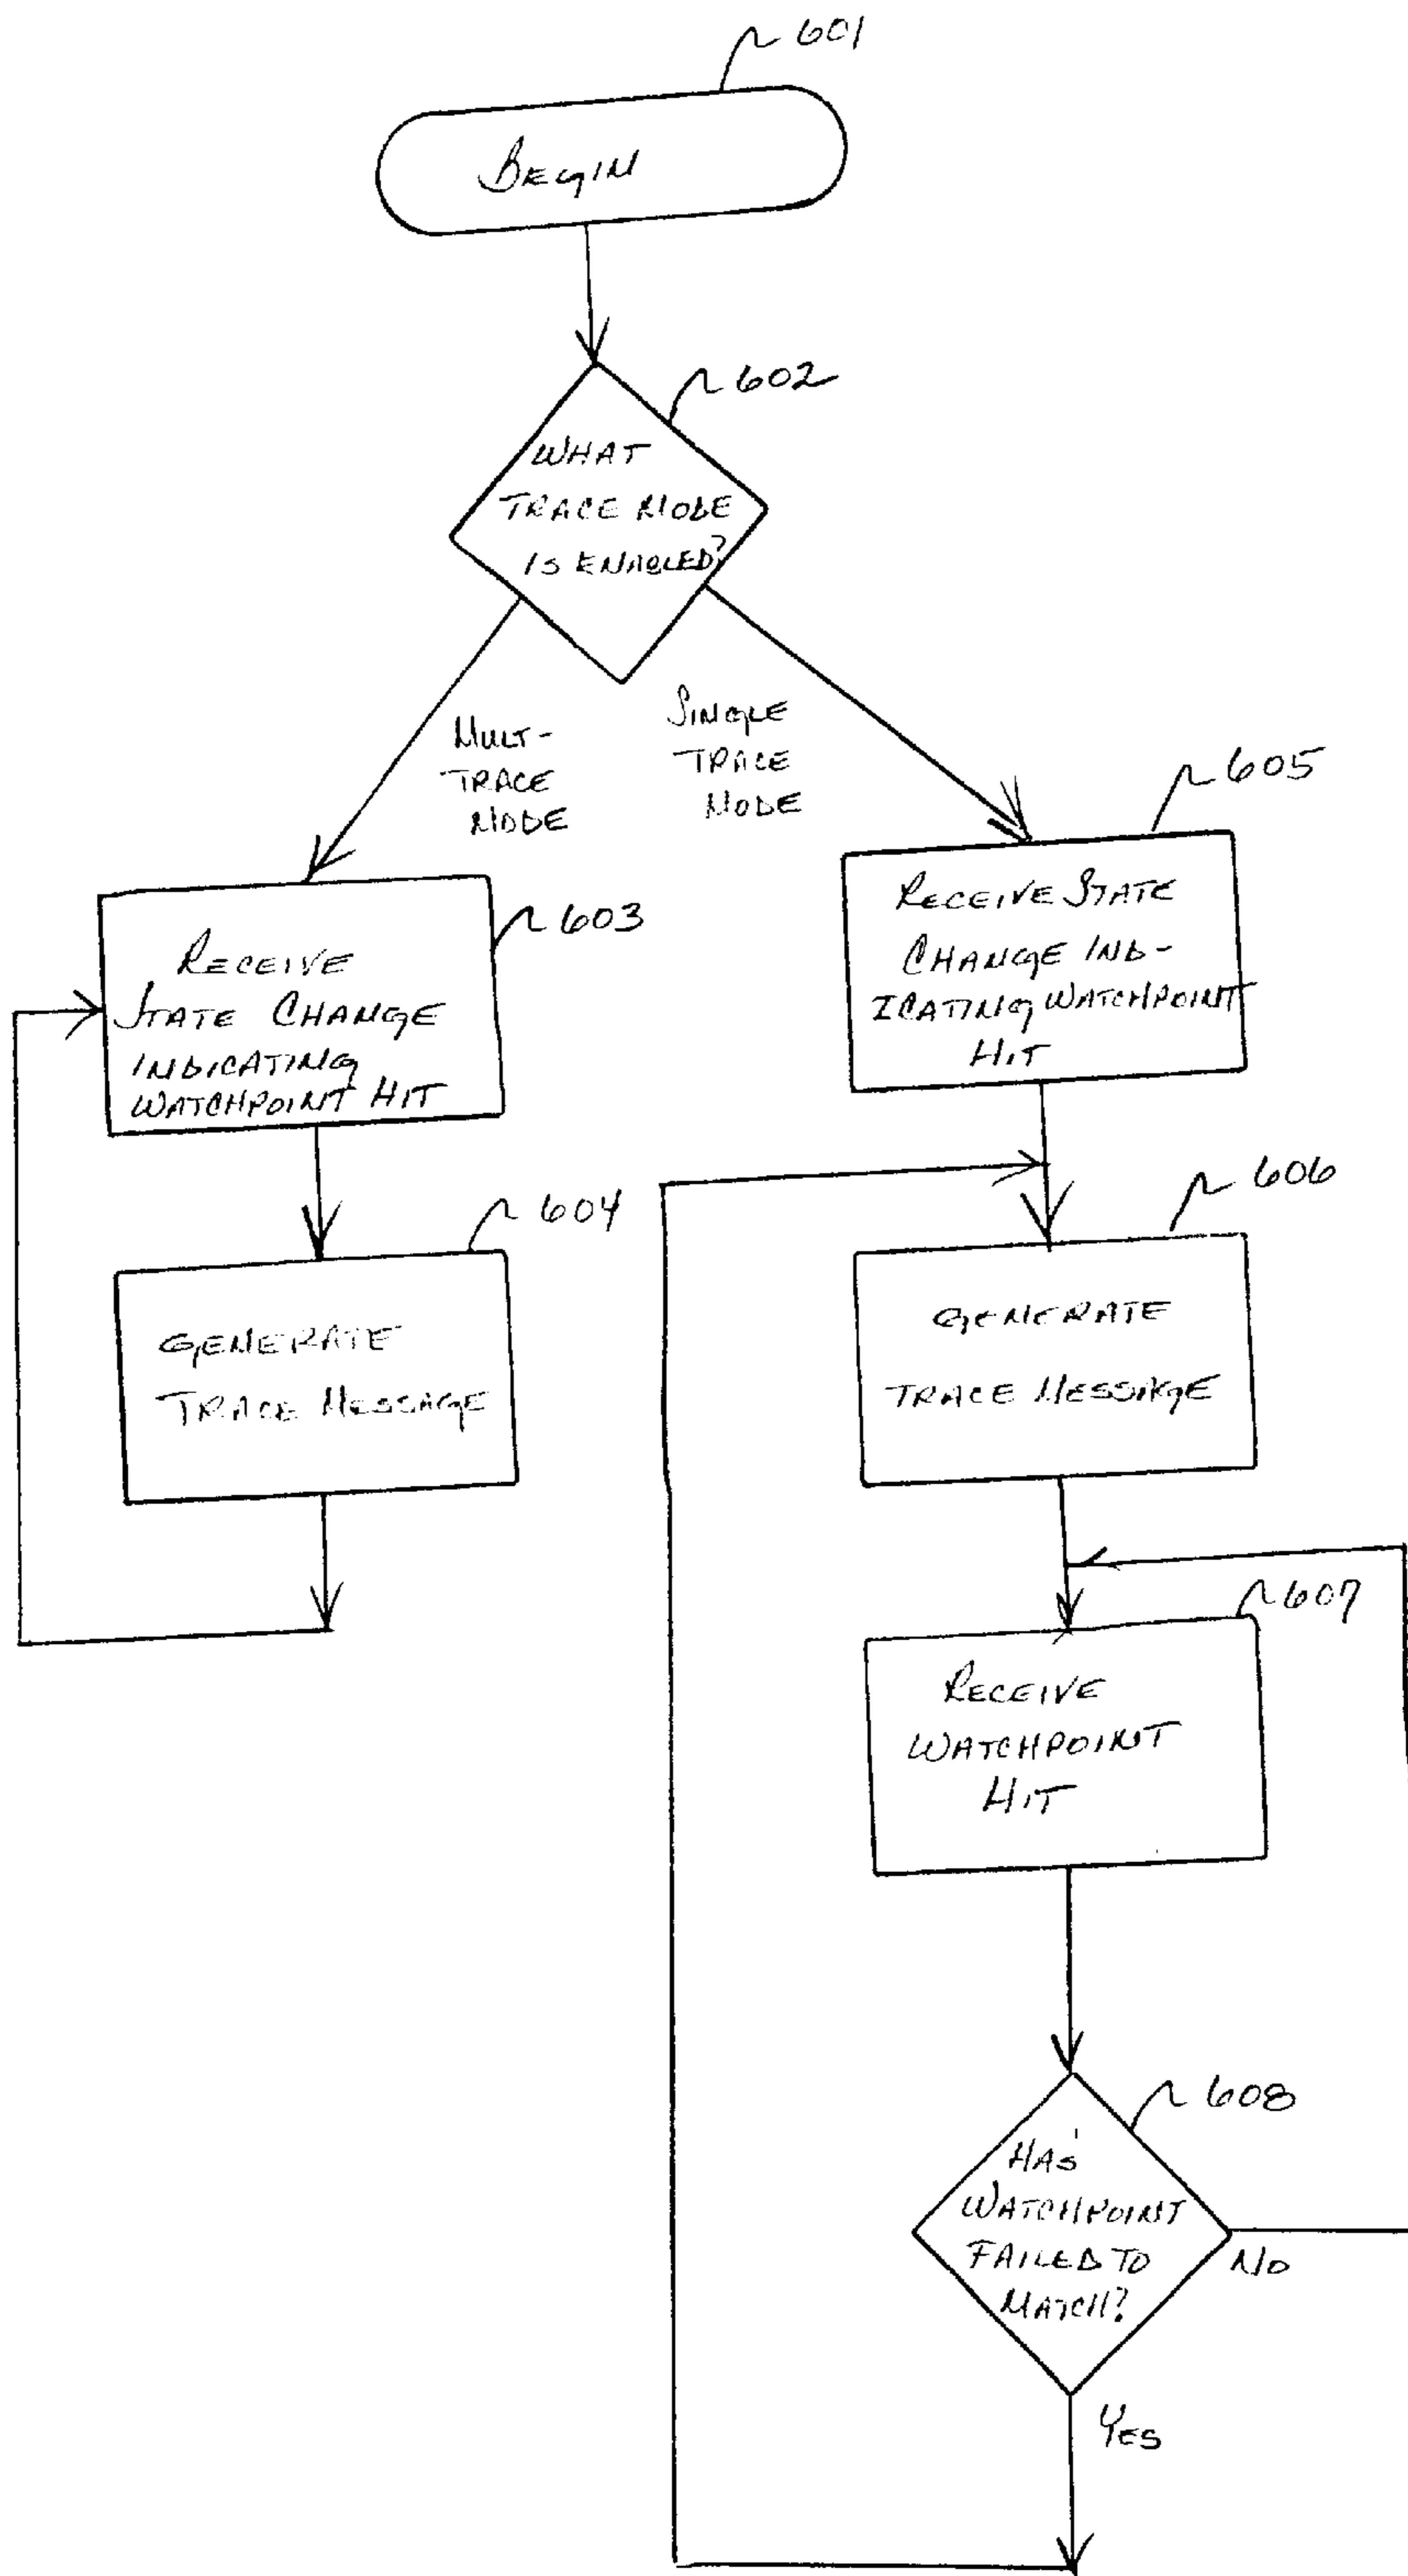 601
BEGIN
602
WHAT
TRACE MODE
IS ENABLED?
MULT-
TRACE
MODE
SINGLE
TRACE
MODE
603
RECEIVE
STATE CHANGE
INDICATING
WATCHPOINT HIT
605
RECEIVE STATE
CHANGE IND-
ICATING WATCHPOINT
HIT
604
GENERATE
TRACE MESSAGE
606
GENERATE
TRACE MESSAGE
607
RECEIVE
WATCHPOINT
HIT
608
HAS
WATCHPOINT
FAILED TO
MATCH?
NO
YES